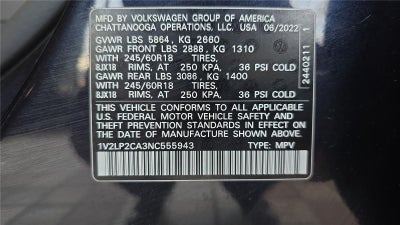 MFD BY VOLKSWAGEN GROUP OF AMERICA
CHATTANOOGA OPERATIONS, LLC. USA 06/2022
GVWR LBS 5864, KG 2660
GAWR FRONT LBS 2888, KG 1310
WITH 245/60R18 TIRES,
8JX18 RIMS, AT 250 KPA, 36 PSI COLD
GAWR REAR LBS 3086, KG 1400
WITH 245/60R18 TIRES,
8JX18 RIMS, AT 250 KPA, 36 PSI COLD
THIS VEHICLE CONFORMS TO ALL APPLICABLE
U.S. FEDERAL MOTOR VEHICLE SAFETY AND
THEFT PREVENTION STANDARDS IN EFFECT ON
THE DATE OF MANUFACTURE SHOWN ABOVE.
1V2LP2CA3NC555943 TYPE: MPV
2440211 1